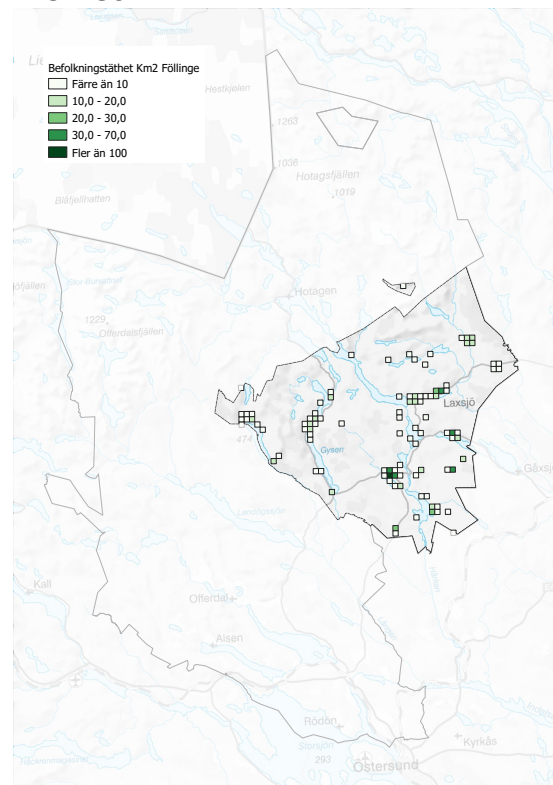 Befolkningstäthet Km2 Föllinge
Färre än 10
10,0 - 20,0
20,0 - 30,0
30,0 - 70,0
Fler än 100
Hestkjølen
1263
1036
Hotagsfjällen
1019
Blåfjellhatten
Hotagen
1229
Offerdalsfjällen
Laxsjö
474
Gysen
Landögssjön
Kall
Offerdal
Alsen
Rödön
Kyrkås
Storsjön
293
Östersund